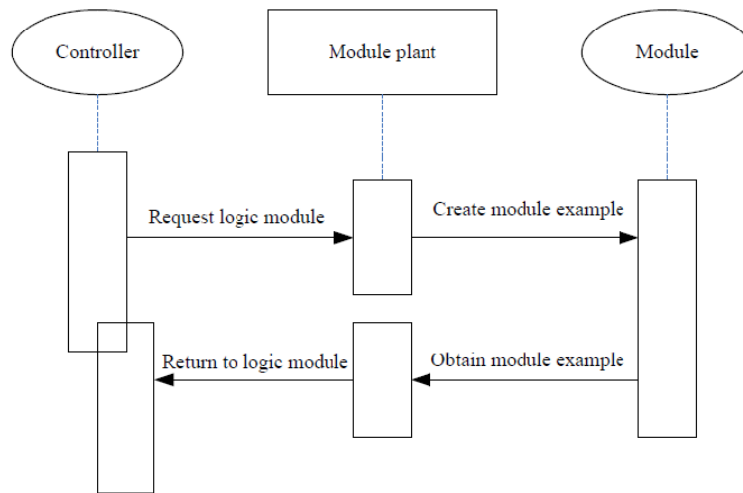 Controller
Module plant
Module
Request logic module
Create module example
Return to logic module
Obtain module example